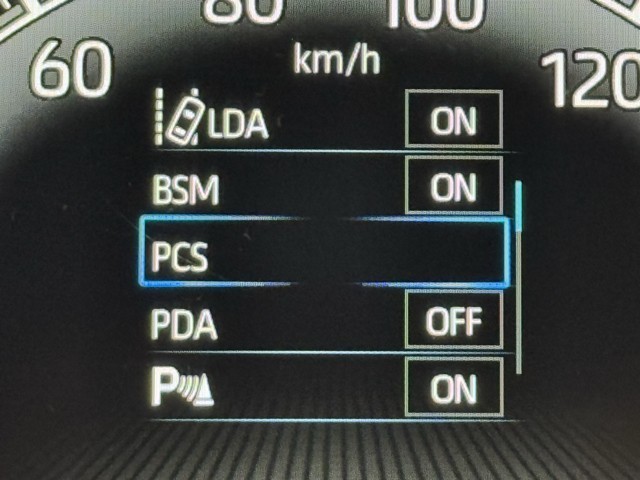 80 100
60 km/h 120
LDA ON
BSM ON
PCS
PDA OFF
P ON